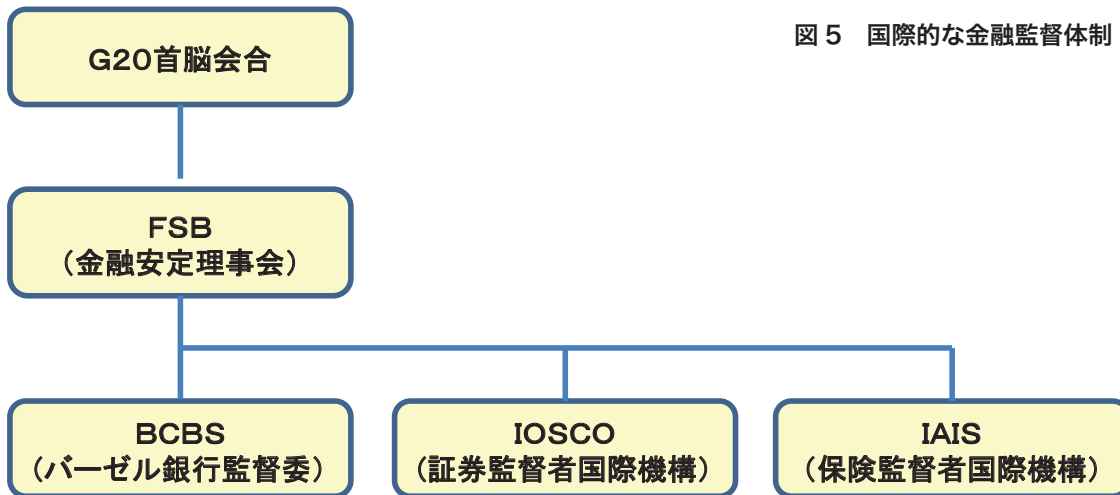 図 5　国際的な金融監督体制
G20首脳会合
FSB
（金融安定理事会）
BCBS
（バーゼル銀行監督委）
IOSCO
（証券監督者国際機構）
IAIS
（保険監督者国際機構）